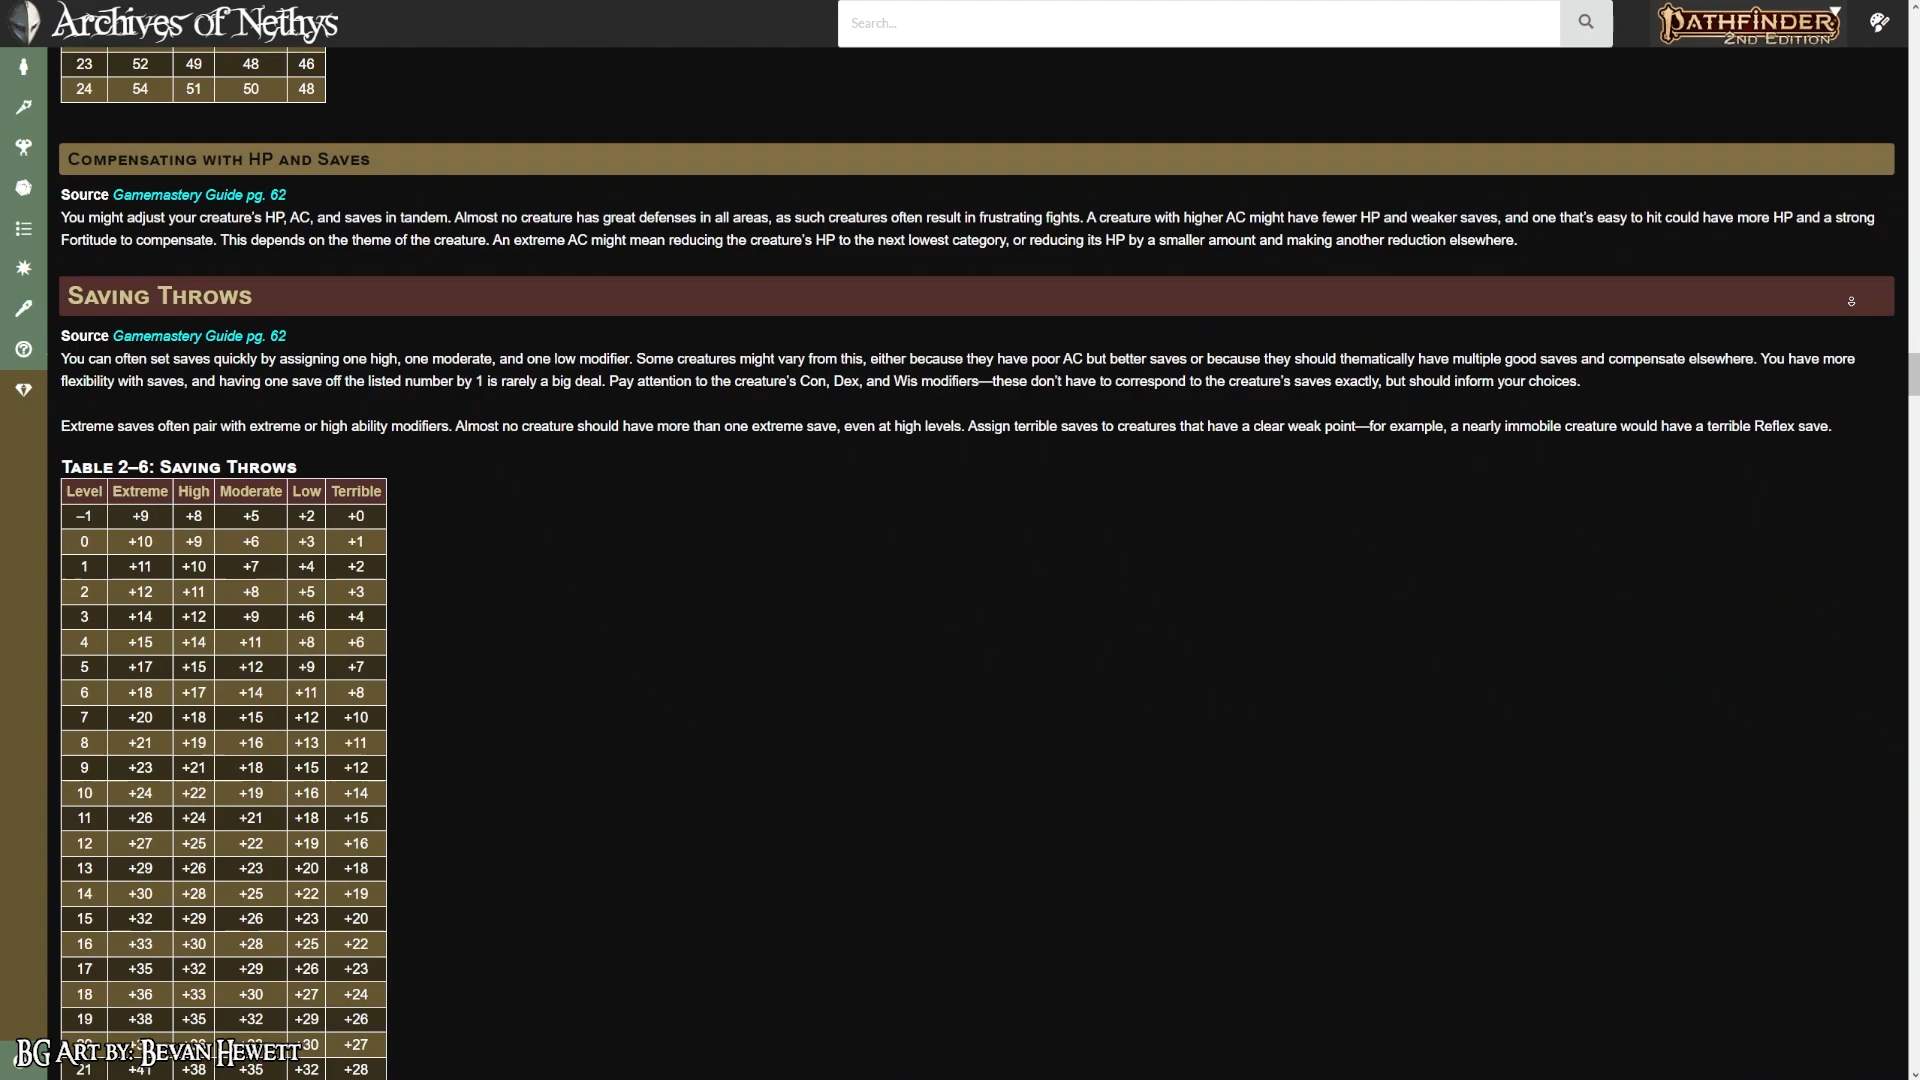 Archives of Nethys
Search...
PATHFINDER
2ND EDITION
23 52 49 48 46
24 54 51 50 48
Compensating with HP and Saves
Source Gamemastery Guide pg. 62
You might adjust your creature's HP, AC, and saves in tandem. Almost no creature has great defenses in all areas, as such creatures often result in frustrating fights. A creature with higher AC might have fewer HP and weaker saves, and one that's easy to hit could have more HP and a strong
Fortitude to compensate. This depends on the theme of the creature. An extreme AC might mean reducing the creature's HP to the next lowest category, or reducing its HP by a smaller amount and making another reduction elsewhere.
Saving Throws
Source Gamemastery Guide pg. 62
You can often set saves quickly by assigning one high, one moderate, and one low modifier. Some creatures might vary from this, either because they have poor AC but better saves or because they should thematically have multiple good saves and compensate elsewhere. You have more
flexibility with saves, and having one save off the listed number by 1 is rarely a big deal. Pay attention to the creature's Con, Dex, and Wis modifiers—these don't have to correspond to the creature's saves exactly, but should inform your choices.
Extreme saves often pair with extreme or high ability modifiers. Almost no creature should have more than one extreme save, even at high levels. Assign terrible saves to creatures that have a clear weak point—for example, a nearly immobile creature would have a terrible Reflex save.
Table 2–6: Saving Throws
Level Extreme High Moderate Low Terrible
–1 +9 +8 +5 +2 +0
0 +10 +9 +6 +3 +1
1 +11 +10 +7 +4 +2
2 +12 +11 +8 +5 +3
3 +14 +12 +9 +6 +4
4 +15 +14 +11 +8 +6
5 +17 +15 +12 +9 +7
6 +18 +17 +14 +11 +8
7 +20 +18 +15 +12 +10
8 +21 +19 +16 +13 +11
9 +23 +21 +18 +15 +12
10 +24 +22 +19 +16 +14
11 +26 +24 +21 +18 +15
12 +27 +25 +22 +19 +16
13 +29 +26 +23 +20 +18
14 +30 +28 +25 +22 +19
15 +32 +29 +26 +23 +20
16 +33 +30 +28 +25 +22
17 +35 +32 +29 +26 +23
18 +36 +33 +30 +27 +24
19 +38 +35 +32 +29 +26
+30 +27
BG Art by: Bevan Hewett
21 +41 +38 +35 +32 +28